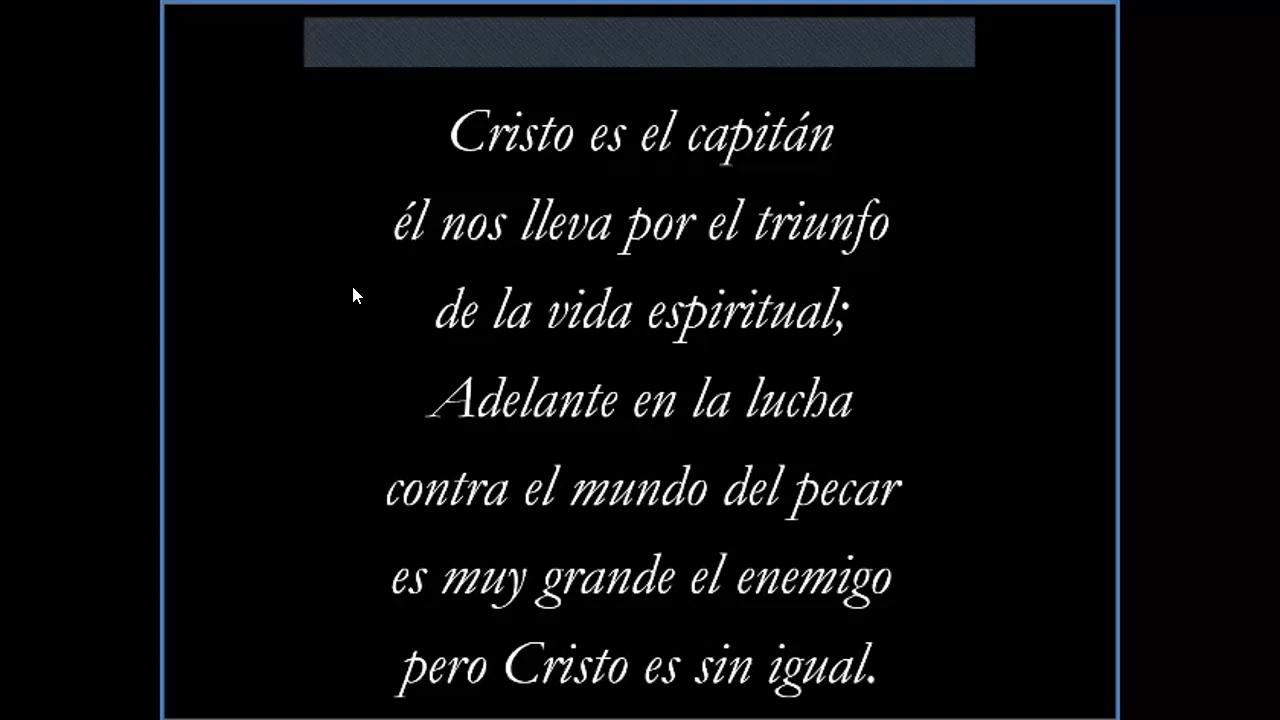 Cristo es el capitán
él nos lleva por el triunfo
de la vida espiritual;
Adelante en la lucha
contra el mundo del pecar
es muy grande el enemigo
pero Cristo es sin igual.